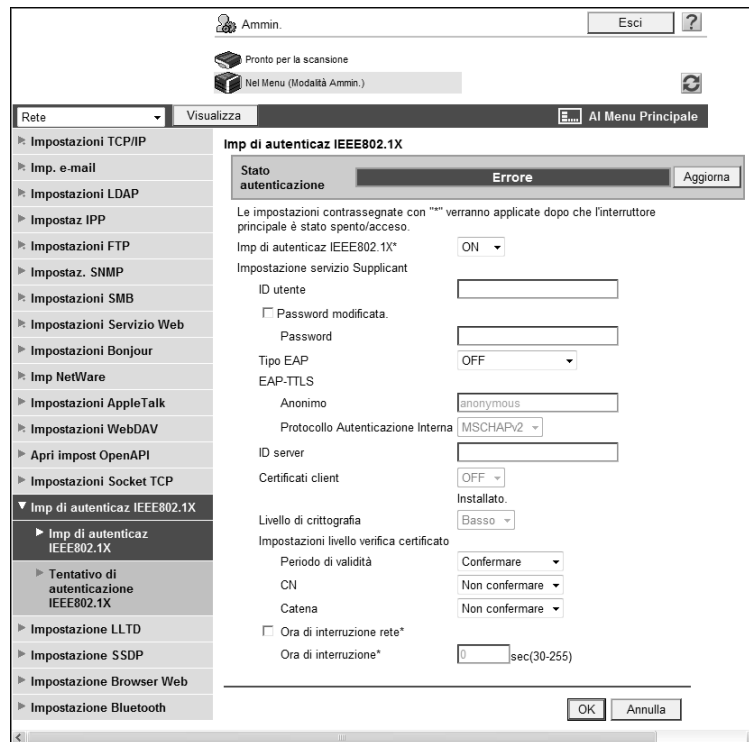 Ammin.
Esci
?
Pronto per la scansione
Nel Menu (Modalità Ammin.)
Rete
Visualizza
Al Menu Principale
Impostazioni TCP/IP
Imp. e-mail
Impostazioni LDAP
Impostaz IPP
Impostazioni FTP
Impostaz. SNMP
Impostazioni SMB
Impostazioni Servizio Web
Impostazioni Bonjour
Imp NetWare
Impostazioni AppleTalk
Impostazioni WebDAV
Apri impost OpenAPI
Impostazioni Socket TCP
Imp di autenticaz IEEE802.1X
Imp di autenticaz
IEEE802.1X
Tentativo di
autenticazione
IEEE802.1X
Impostazione LLTD
Impostazione SSDP
Impostazione Browser Web
Impostazione Bluetooth
Imp di autenticaz IEEE802.1X
Stato
autenticazione
Errore
Aggiorna
Le impostazioni contrassegnate con "*" verranno applicate dopo che l'interruttore
principale è stato spento/acceso.
Imp di autenticaz IEEE802.1X* ON
Impostazione servizio Supplicant
ID utente
Password modificata.
Password
Tipo EAP OFF
EAP-TTLS
Anonimo anonymous
Protocollo Autenticazione Interna MSCHAPv2
ID server
Certificati client OFF
Installato.
Livello di crittografia Basso
Impostazioni livello verifica certificato
Periodo di validità Confermare
CN Non confermare
Catena Non confermare
Ora di interruzione rete*
Ora di interruzione* 0 sec(30-255)
OK
Annulla